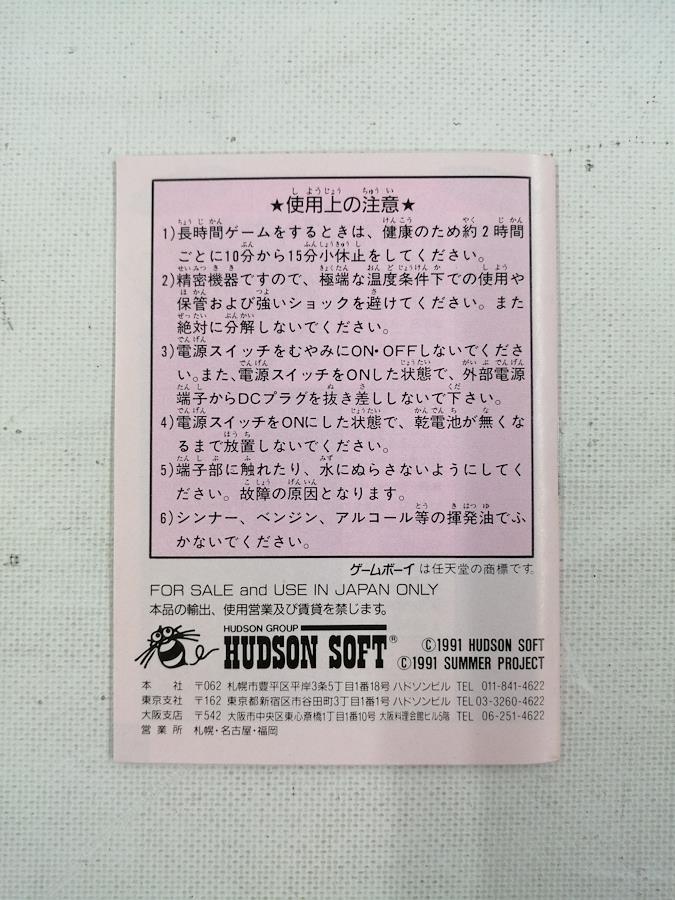 ★使用上の注意★
1)長時間ゲームをするときは、健康のため約2時間
ごとに10分から15分小休止をしてください。
2)精密機器ですので、極端な温度条件下での使用や
保管および強いショックを避けてください。また
絶対に分解しないでください。
3)電源スイッチをむやみにON・OFFしないでくださ
い。また、電源スイッチをONした状態で、外部電源
端子からDCプラグを抜き差ししないで下さい。
4)電源スイッチをONにした状態で、乾電池が無くな
るまで放置しないでください。
5)端子部に触れたり、水にぬらさないようにしてく
ださい。故障の原因となります。
6)シンナー、ベンジン、アルコール等の揮発油でふ
かないでください。
ゲームボーイは任天堂の商標です。
FOR SALE and USE IN JAPAN ONLY
本品の輸出、使用営業及び賃貸を禁じます。
HUDSON GROUP
HUDSON SOFT®
©1991 HUDSON SOFT
©1991 SUMMER PROJECT
本社 〒062 札幌市豊平区平岸3条5丁目1番18号 ハドソンビル TEL 011-841-4622
東京支社 〒162 東京都新宿区市谷田町3丁目1番1号 ハドソンビル TEL 03-3260-4622
大阪支店 〒542 大阪市中央区東心斎橋1丁目1番10号 大阪料理会館ビル5階 TEL 06-251-4622
営業所 札幌・名古屋・福岡